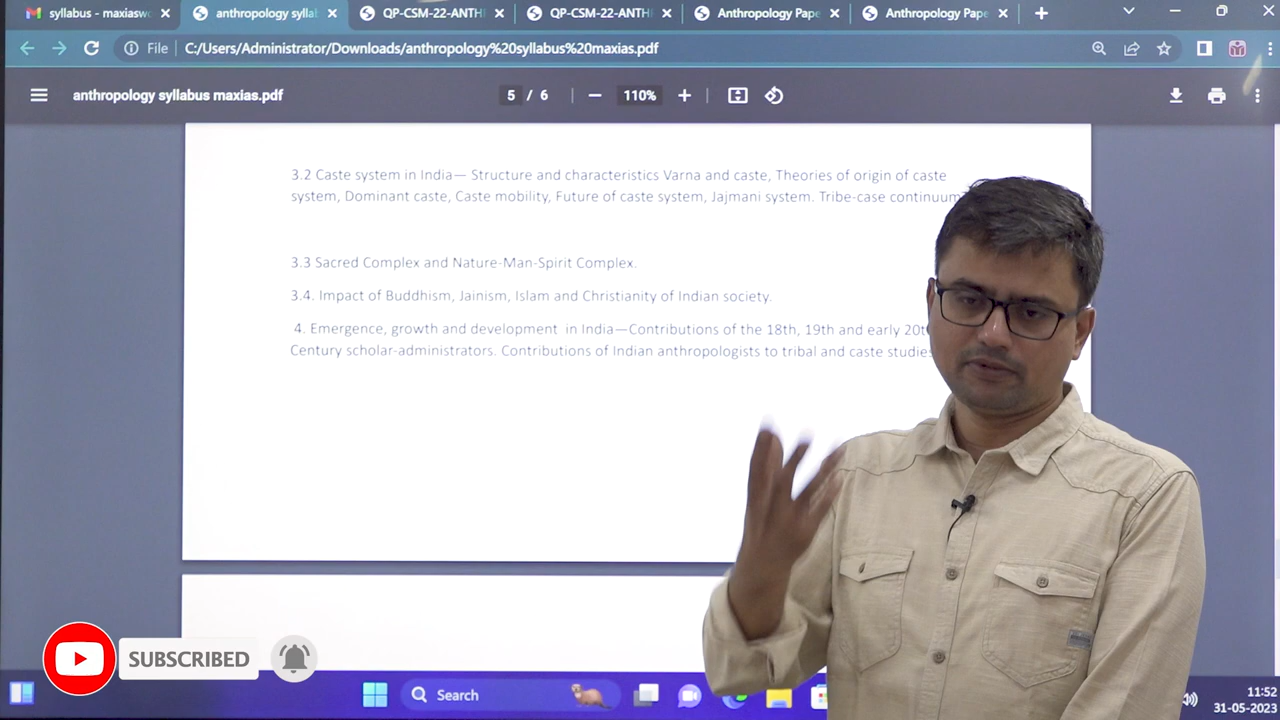 syllabus - maxiasw
anthropology sylla
QP-CSM-22-ANTH
QP-CSM-22-ANTH
Anthropology Pape
Anthropology Pape
File
C:/Users/Administrator/Downloads/anthropology%20syllabus%20maxias.pdf
anthropology syllabus maxias.pdf
5 / 6
110%
3.2 Caste system in India— Structure and characteristics Varna and caste, Theories of origin of caste
system, Dominant caste, Caste mobility, Future of caste system, Jajmani system. Tribe-case continuum
3.3 Sacred Complex and Nature-Man-Spirit Complex.
3.4. Impact of Buddhism, Jainism, Islam and Christianity of Indian society.
4. Emergence, growth and development in India—Contributions of the 18th, 19th and early 20t
Century scholar-administrators. Contributions of Indian anthropologists to tribal and caste studies
SUBSCRIBED
Search
11:52
31-05-2023